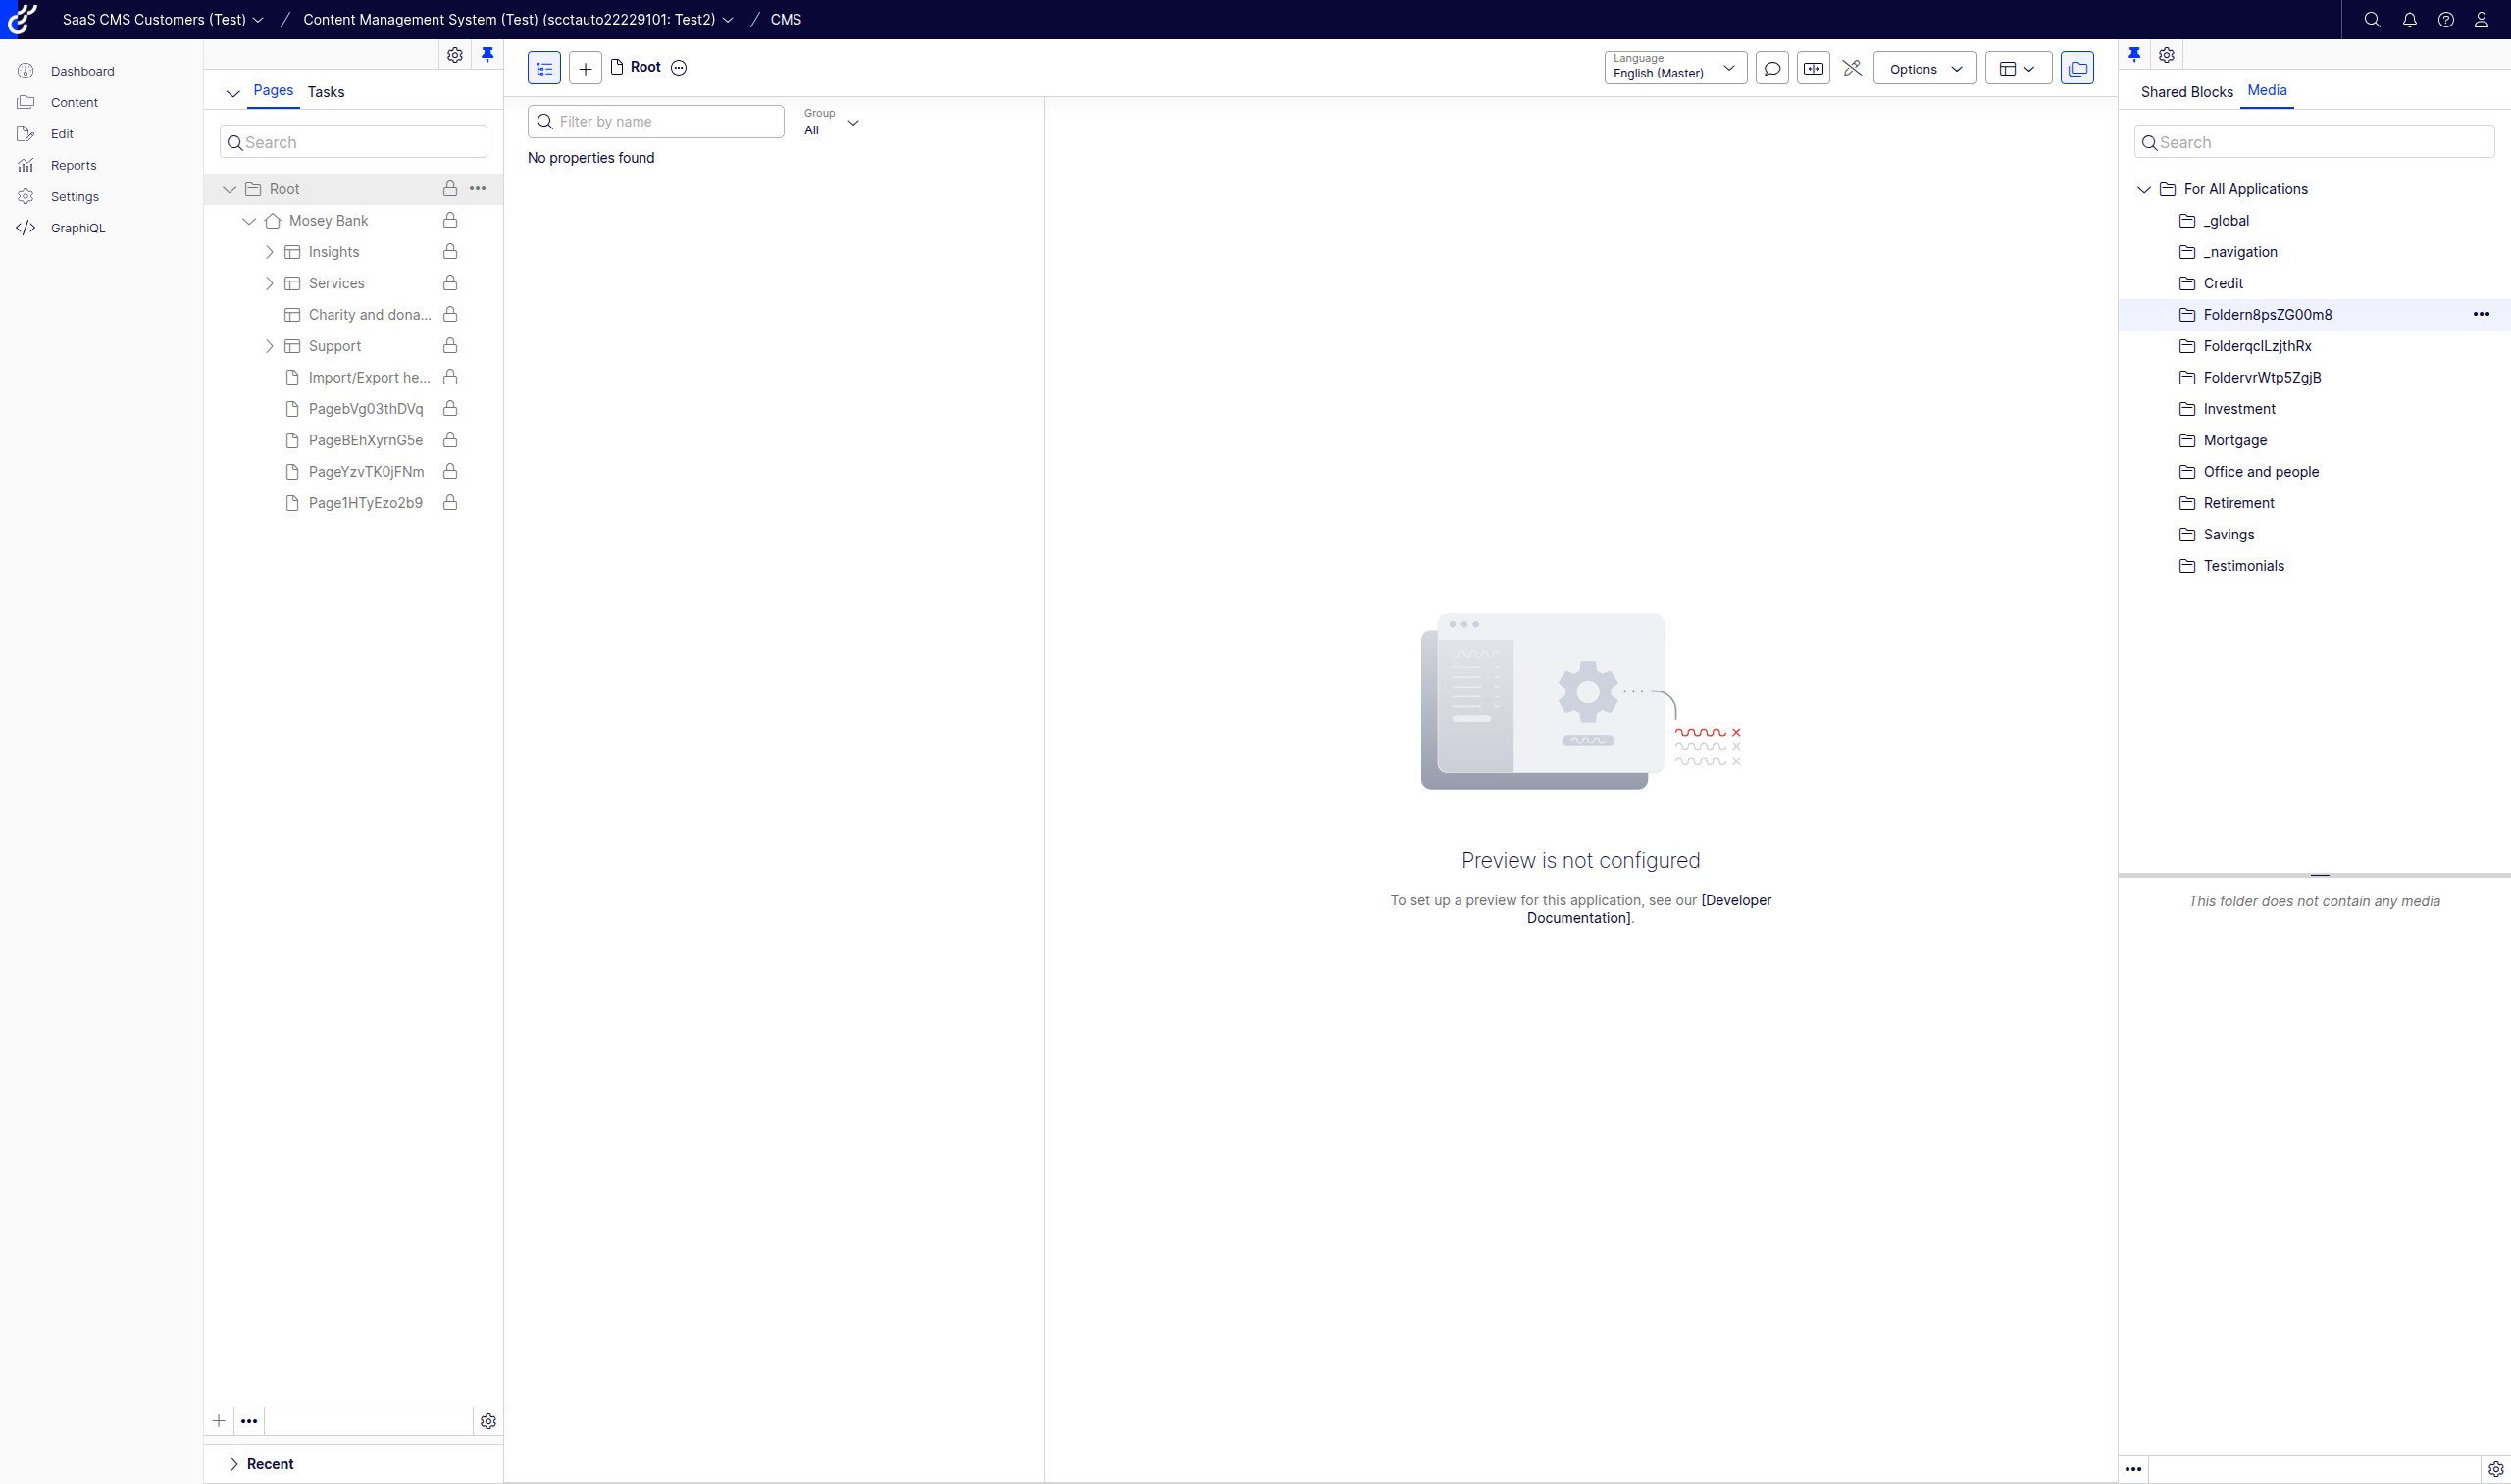 SaaS CMS Customers (Test)
Content Management System (Test) (scctauto22229101: Test2)
CMS
Dashboard
Content
Edit
Reports
Settings
GraphiQL
Pages
Tasks
Search
Root
Mosey Bank
Insights
Services
Charity and dona...
Support
Import/Export he...
PagebVg03thDVq
PageBEhXyrnG5e
PageYzvTK0jFNm
Page1HTyEzo2b9
Recent
Root
Language
English (Master)
Options
Filter by name
Group
All
No properties found
Preview is not configured
To set up a preview for this application, see our [Developer
Documentation].
Shared Blocks
Media
Search
For All Applications
_global
_navigation
Credit
Foldern8psZG00m8
FolderqclLzjthRx
FoldervrWtp5ZgjB
Investment
Mortgage
Office and people
Retirement
Savings
Testimonials
This folder does not contain any media